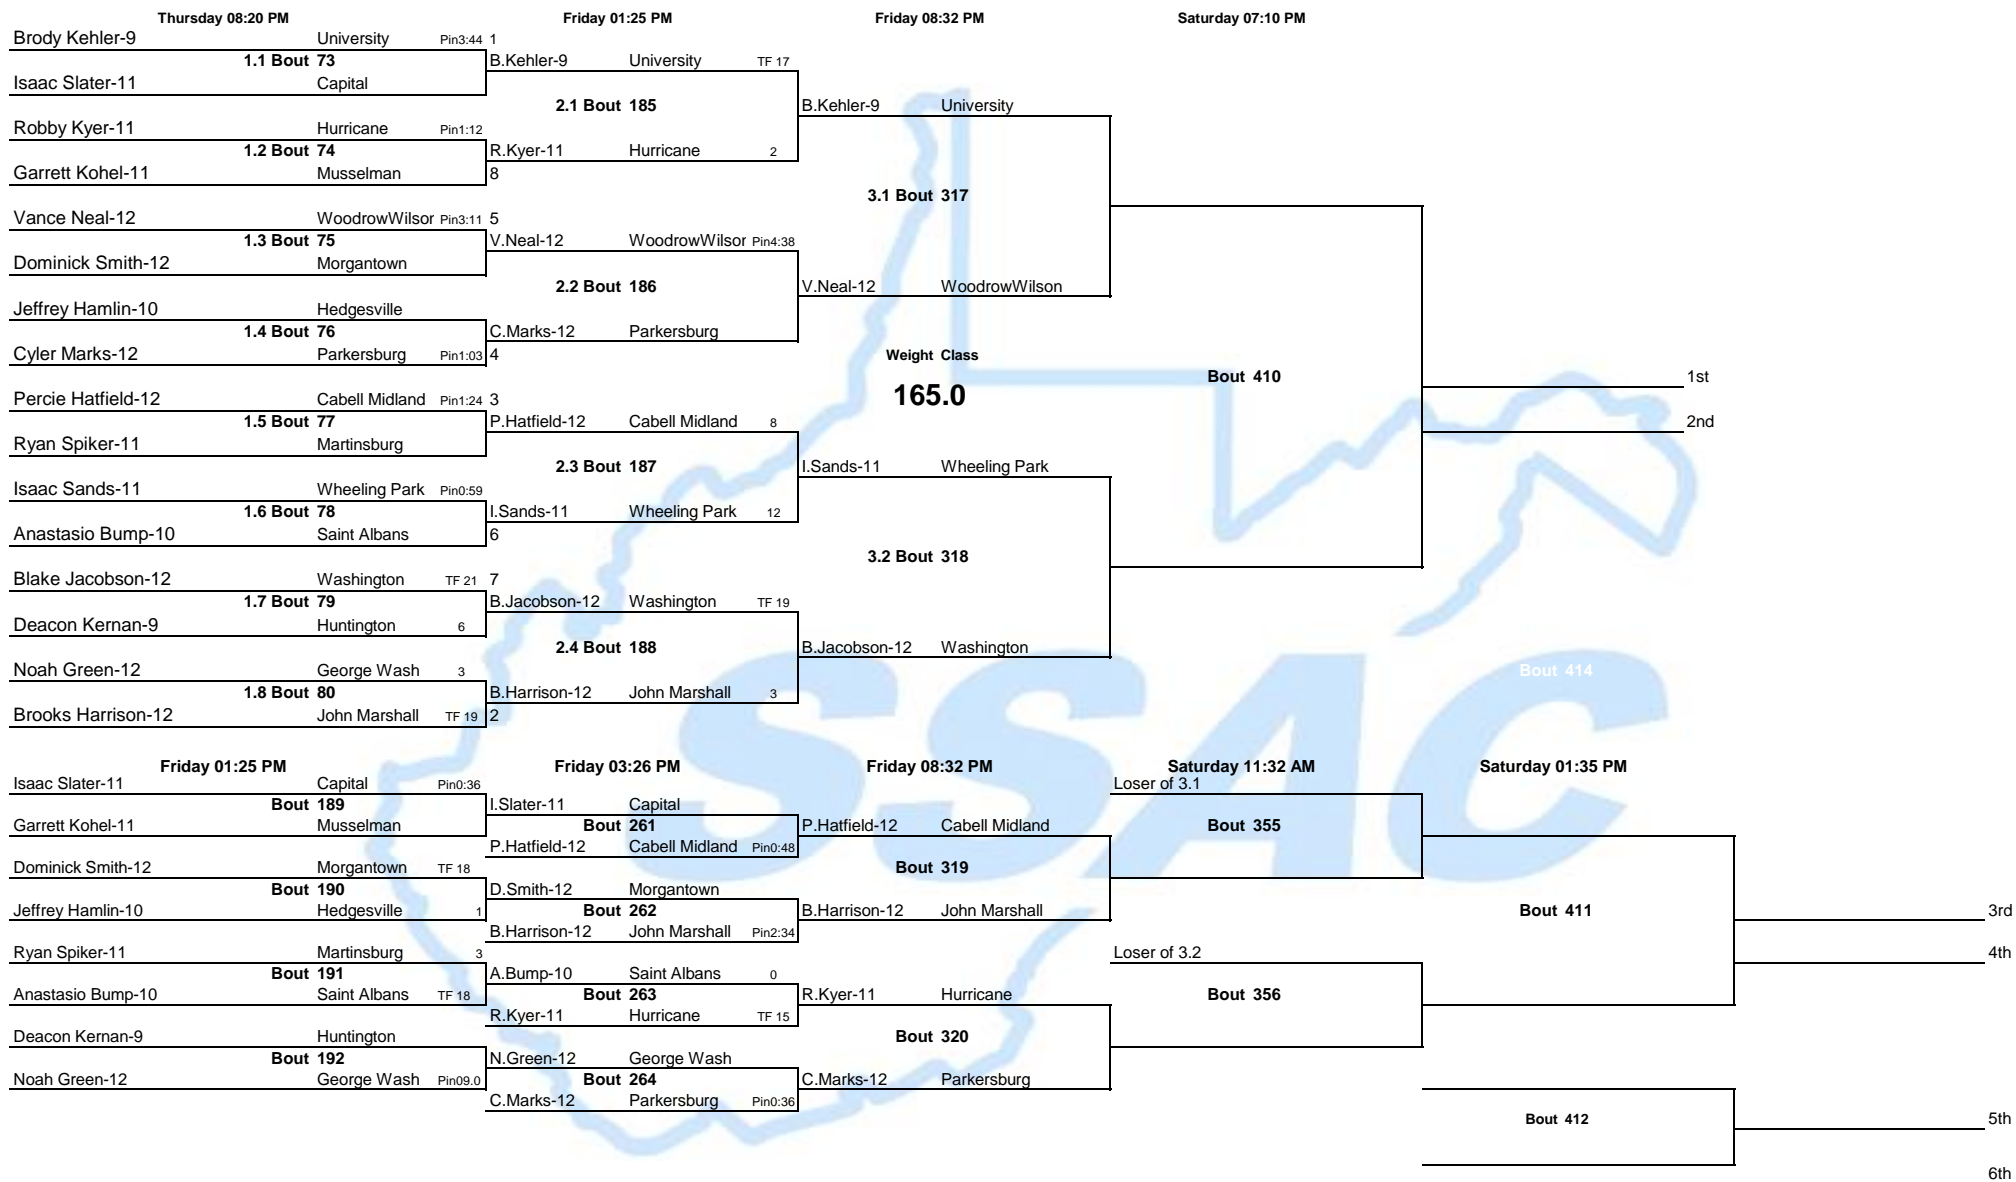 Thursday 08:20 PM Friday 01:25 PM Friday 08:32 PM Saturday 07:10 PM
Brody Kehler-9 University Pin3:44 1
1.1 Bout 73 B.Kehler-9 University TF 17
Isaac Slater-11 Capital
2.1 Bout 185 B.Kehler-9 University
Robby Kyer-11 Hurricane Pin1:12
1.2 Bout 74 R.Kyer-11 Hurricane 2
Garrett Kohel-11 Musselman 8
3.1 Bout 317
Vance Neal-12 WoodrowWilsor Pin3:11 5
1.3 Bout 75 V.Neal-12 WoodrowWilsor Pin4:38
Dominick Smith-12 Morgantown
2.2 Bout 186 V.Neal-12 WoodrowWilson
Jeffrey Hamlin-10 Hedgesville
1.4 Bout 76 C.Marks-12 Parkersburg
Cyler Marks-12 Parkersburg Pin1:03 4 Weight Class
Bout 410 1st
Percie Hatfield-12 Cabell Midland Pin1:24 3 165.0
1.5 Bout 77 P.Hatfield-12 Cabell Midland 8 2nd
Ryan Spiker-11 Martinsburg
2.3 Bout 187 I.Sands-11 Wheeling Park
Isaac Sands-11 Wheeling Park Pin0:59
1.6 Bout 78 I.Sands-11 Wheeling Park 12
Anastasio Bump-10 Saint Albans 6
3.2 Bout 318
Blake Jacobson-12 Washington TF 21 7
1.7 Bout 79 B.Jacobson-12 Washington TF 19
Deacon Kernan-9 Huntington 6
2.4 Bout 188 B.Jacobson-12 Washington
Noah Green-12 George Wash 3 Bout 414
1.8 Bout 80 B.Harrison-12 John Marshall 3
Brooks Harrison-12 John Marshall TF 19 2
SSAC
Friday 01:25 PM Friday 03:26 PM Friday 08:32 PM Saturday 11:32 AM Saturday 01:35 PM
Isaac Slater-11 Capital Pin0:36 Loser of 3.1
Bout 189 I.Slater-11 Capital
Garrett Kohel-11 Musselman Bout 261 P.Hatfield-12 Cabell Midland Bout 355
P.Hatfield-12 Cabell Midland Pin0:48
Dominick Smith-12 Morgantown TF 18 Bout 319
Bout 190 D.Smith-12 Morgantown
Jeffrey Hamlin-10 Hedgesville 1 Bout 262 B.Harrison-12 John Marshall Bout 411 3rd
B.Harrison-12 John Marshall Pin2:34
Ryan Spiker-11 Martinsburg 3 Loser of 3.2 4th
Bout 191 A.Bump-10 Saint Albans 0
Anastasio Bump-10 Saint Albans TF 18 Bout 263 R.Kyer-11 Hurricane Bout 356
R.Kyer-11 Hurricane TF 15
Deacon Kernan-9 Huntington Bout 320
Bout 192 N.Green-12 George Wash
Noah Green-12 George Wash Pin09.0 Bout 264 C.Marks-12 Parkersburg
C.Marks-12 Parkersburg Pin0:36
Bout 412 5th
6th